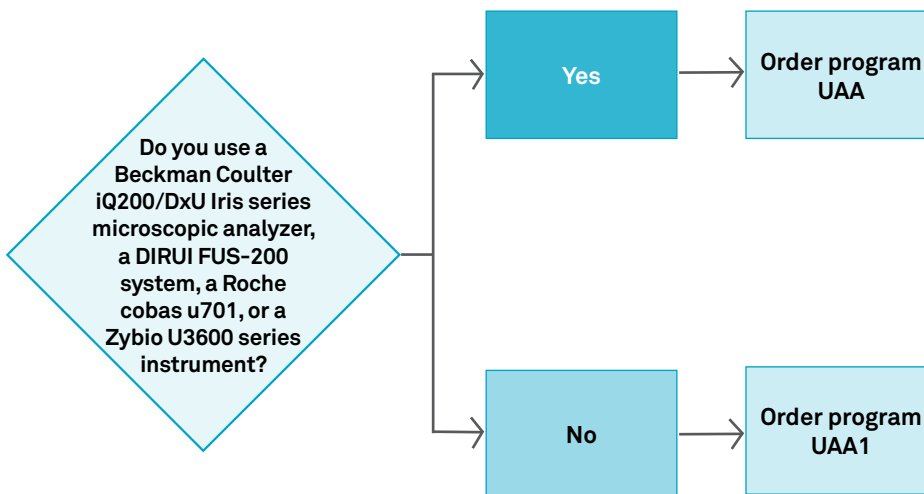 Do you use a
Beckman Coulter
iQ200/DxU Iris series
microscopic analyzer,
a DIRUI FUS-200
system, a Roche
cobas u701, or a
Zybio U3600 series
instrument?
Yes
Order program
UAA
No
Order program
UAA1